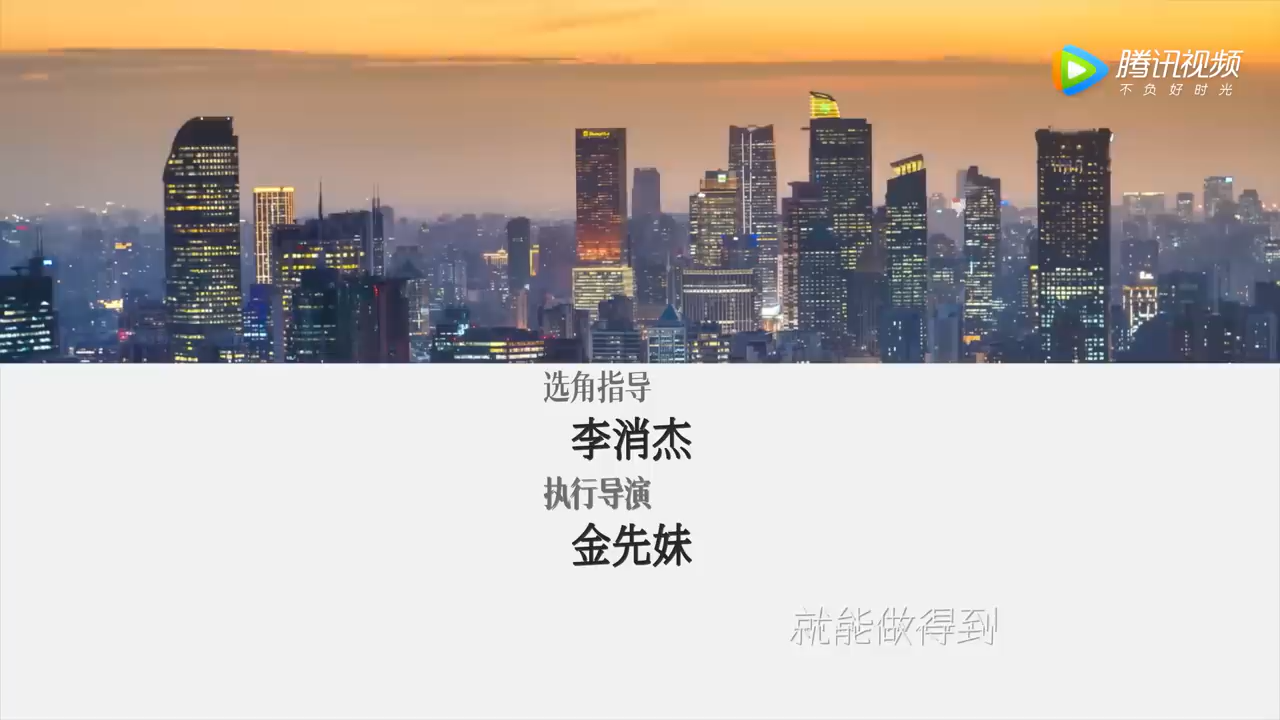 腾讯视频
不负好时光
选角指导
李消杰
执行导演
金先妹
就能做得到